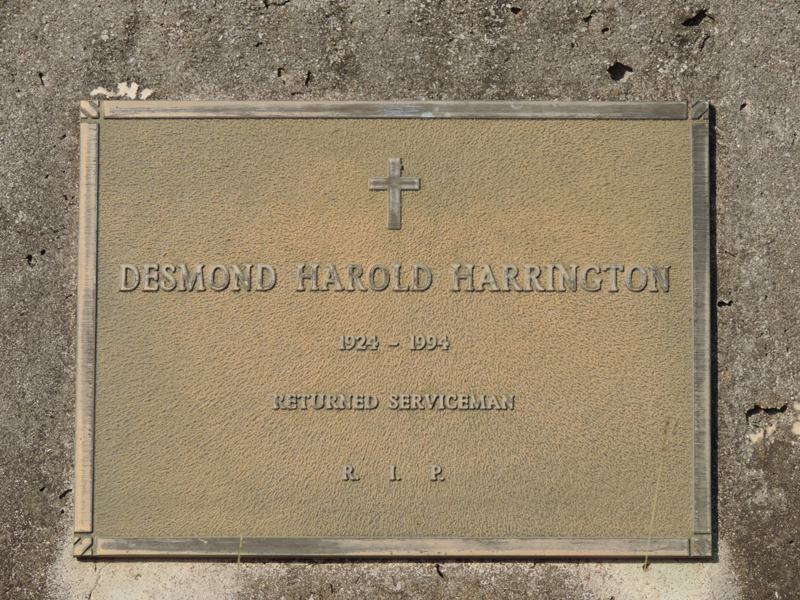 DESMOND HAROLD HARRINGTON
1924 - 1994
RETURNED SERVICEMAN
R. I. P.